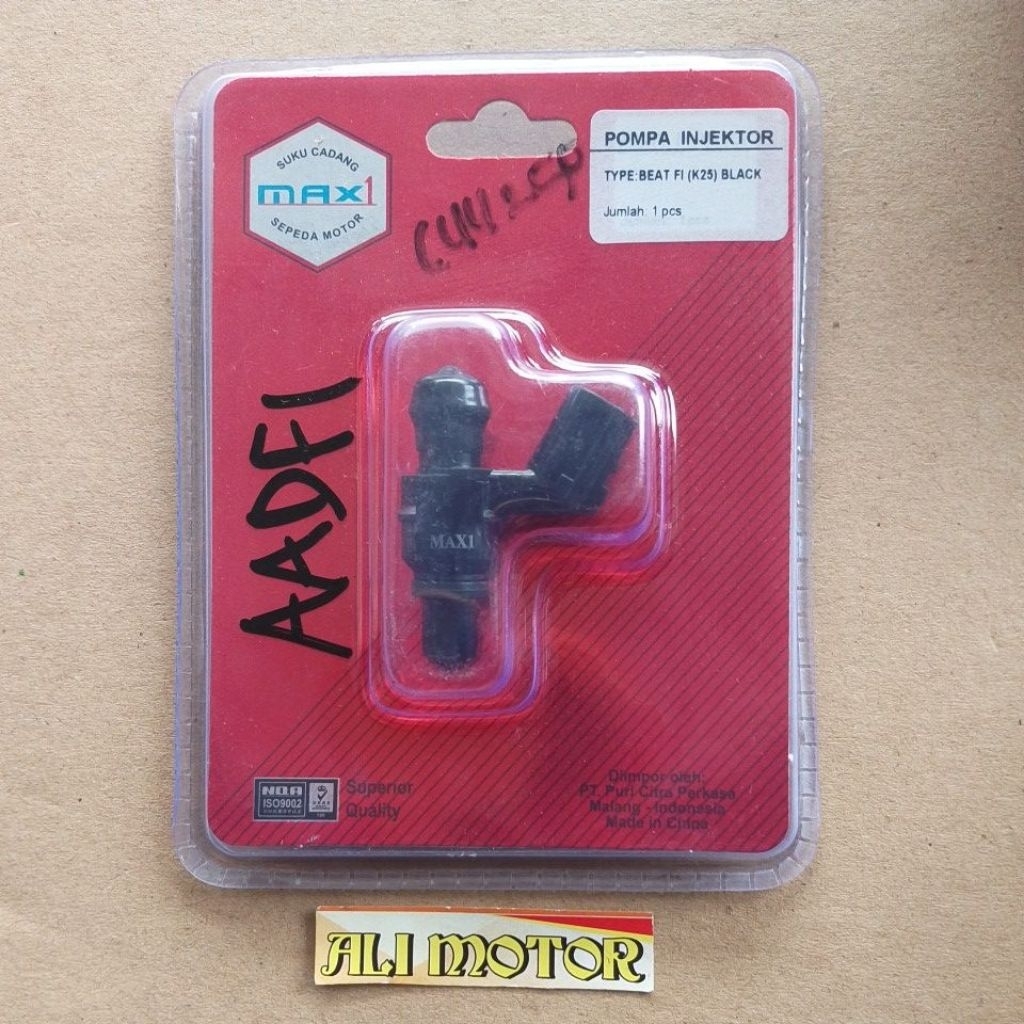 SUKU CADANG
MAX1
SEPEDA MOTOR
POMPA INJEKTOR
TYPE:BEAT FI (K25) BLACK
Jumlah. 1 pcs
AADF1
MAX1
NQA
ISO9002
Superior
Quality
Diimpor oleh:
PT. Puri Citra Perkasa
Malang - Indonesia
Made in China
ALI MOTOR